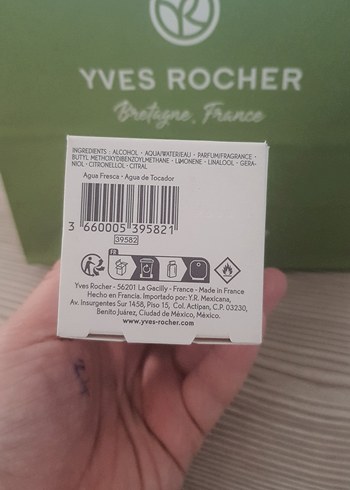 YVES ROCHER
Bretagne, France
INGREDIENTS : ALCOHOL • AQUA/WATER/EAU • PARFUM/FRAGRANCE •
BUTYL METHOXYDIBENZOYLMETHANE • LIMONENE • LINALOOL • GERA-
NIOL • CITRONELLOL • CITRAL
Agua Fresca • Agua de Tocador
3 660005 395821
39582
FR
Yves Rocher - 56201 La Gacilly - France - Made in France
Hecho en Francia. Importado por: Y.R. Mexicana,
Av. Insurgentes Sur 1458, Piso 15, Col. Actipan, C.P. 03230,
Benito Juárez, Ciudad de México, México.
www.yves-rocher.com